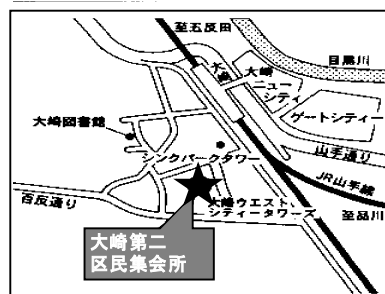 至五反田
目黒川
大崎
大崎
ニュー
シティ
ゲートシティー
大崎図書館
シンクパークタワー
山手通り
JR山手線
百反通り
大崎ウエスト、
シティータワーズ
至品川
大崎第二
区民集会所